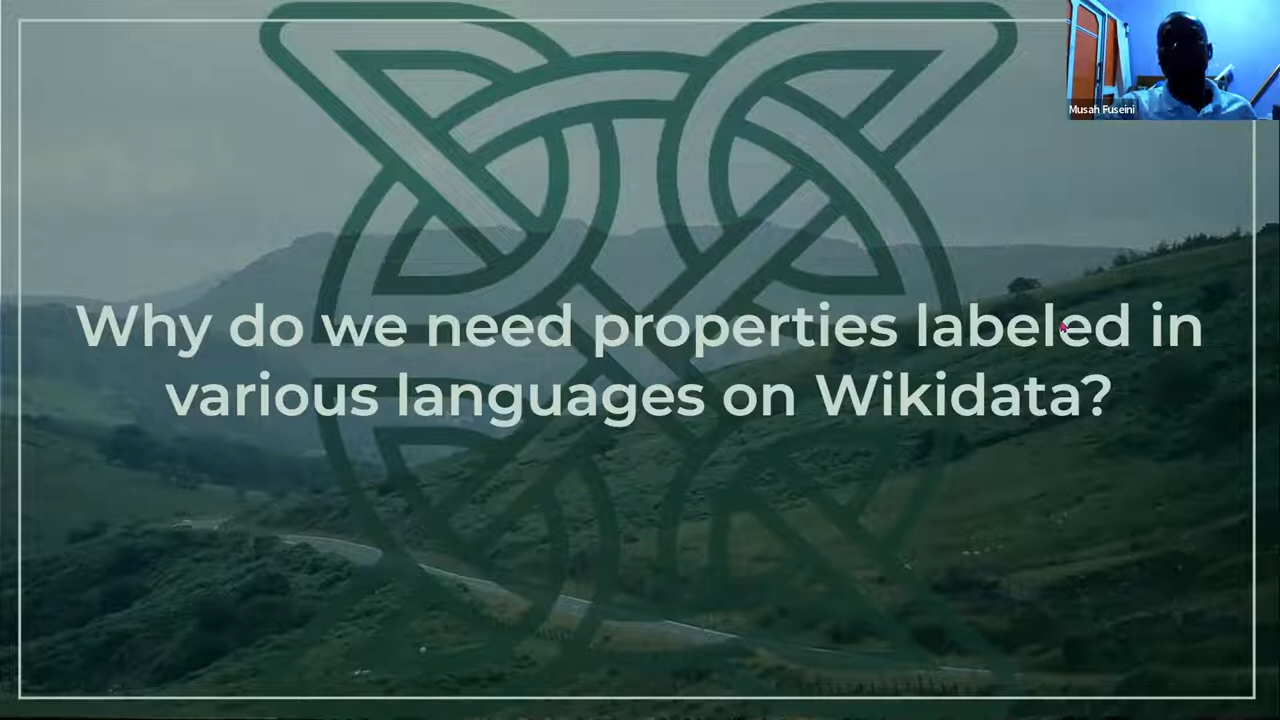 Musah Fuseini
Why do we need properties labeled in
various languages on Wikidata?